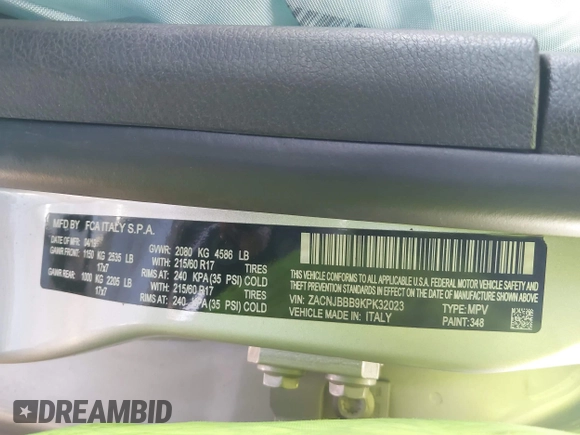 MFD BY FCA ITALY S.P.A.
DATE OF MFR 04/19 GVWR: 2080 KG 4586 LB
GAWR FRONT: 1150 KG 2535 LB WITH: 215/60 R17 TIRES
17x7 RIMS AT: 240 KPA(35 PSI) COLD
GAWR REAR: 1000 KG 2205 LB WITH: 215/60 R17 TIRES
17x7 RIMS AT: 240 KPA(35 PSI) COLD
THIS VEHICLE CONFORMS TO ALL APPLICABLE U.S.A. FEDERAL MOTOR VEHICLE SAFETY
BUMPER, AND THEFT PREVENTION STANDARDS IN EFFECT ON THE DATE OF MANUFACTURE
SHOWN ABOVE
VIN: ZACNJBBB9KPK32023 TYPE: MPV
VEHICLE MADE IN: ITALY PAINT: 348
DREAMBID